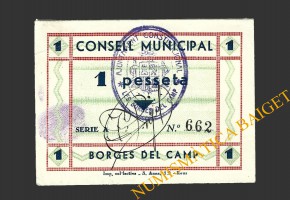 1 CONSELL MUNICIPAL 1
1 pesseta
SERIE A Nº 662
1 BORGES DEL CAMP 1
NUMISMATICA BAIGET